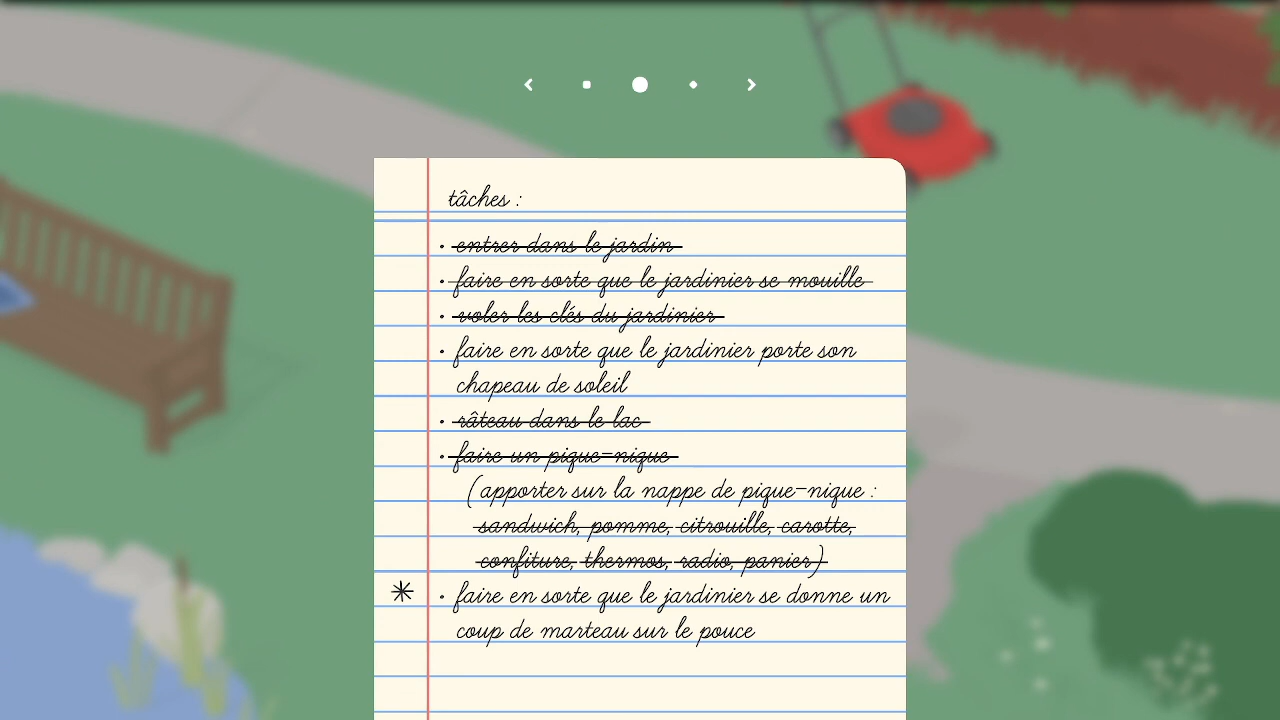 tâches :
• entrer dans le jardin
• faire en sorte que le jardinier se mouille
• voler les clés du jardinier
• faire en sorte que le jardinier porte son
chapeau de soleil
• râteau dans le lac
• faire un pique-nique
(apporter sur la nappe de pique-nique :
sandwich, pomme, citrouille, carotte,
confiture, thermos, radio, panier)
• faire en sorte que le jardinier se donne un
coup de marteau sur le pouce